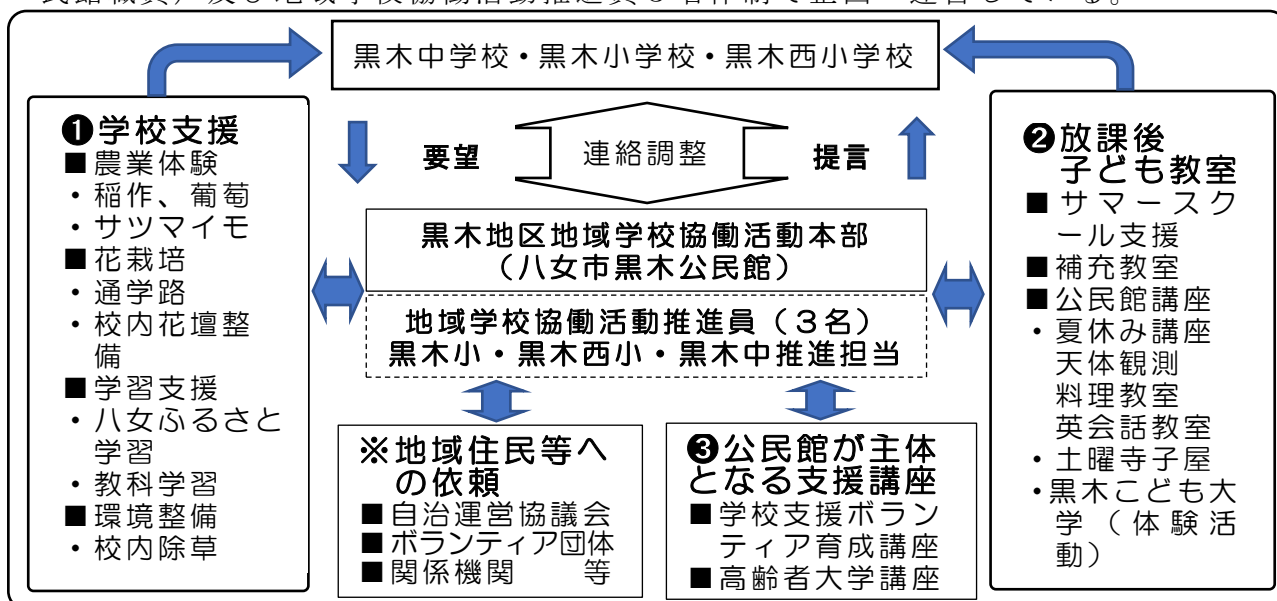 黒木中学校・黒木小学校・黒木西小学校
❶学校支援
■農業体験
・稲作、葡萄
・サツマイモ
■花栽培
・通学路
・校内花壇整
備
■学習支援
・八女ふるさと
学習
・教科学習
■環境整備
・校内除草
要望
連絡調整
提言
黒木地区地域学校協働活動本部
（八女市黒木公民館）
地域学校協働活動推進員（３名）
黒木小・黒木西小・黒木中推進担当
※地域住民等へ
の依頼
■自治運営協議会
■ボランティア団体
■関係機関　　等
❸公民館が主体
となる支援講座
■学校支援ボラン
ティア育成講座
■高齢者大学講座
❷放課後
子ども教室
■サマースク
ール支援
■補充教室
■公民館講座
・夏休み講座
天体観測
料理教室
英会話教室
・土曜寺子屋
・黒木こども大
学（体験活
動）